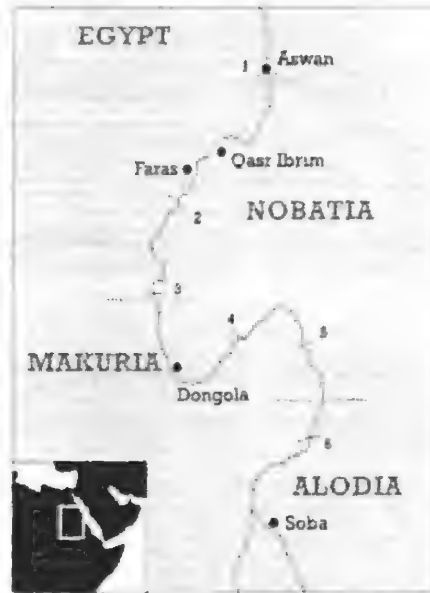 EGYPT
1
Aswan
Qasr Ibrim
Faras
2
NOBATIA
3
4
5
MAKURIA
Dongola
6
ALODIA
Soba